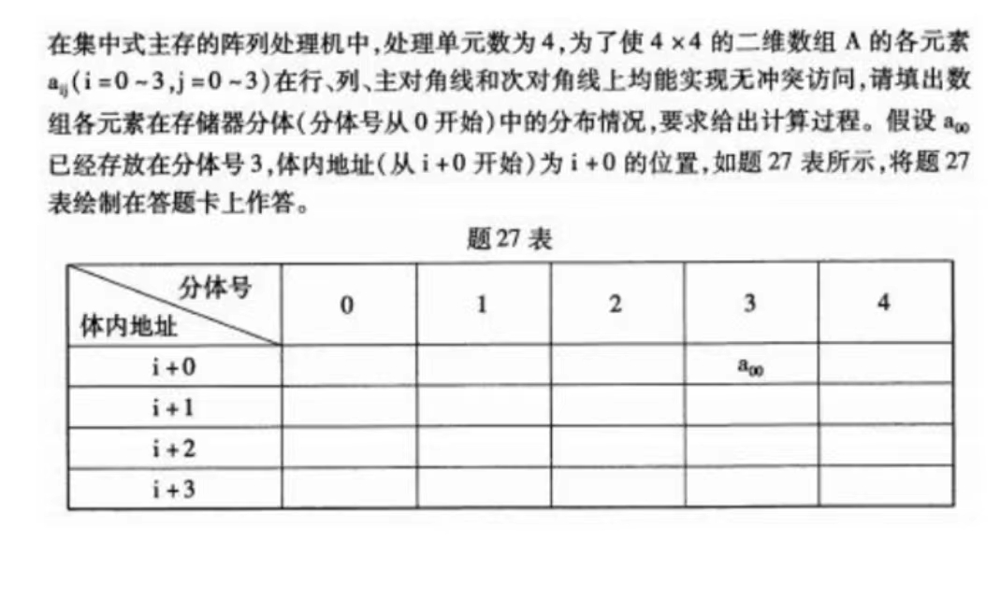 在集中式主存的阵列处理机中,处理单元数为4,为了使4×4的二维数组A的各元素
aij(i=0~3,j=0~3)在行、列、主对角线和次对角线上均能实现无冲突访问,请填出数
组各元素在存储器分体(分体号从0开始)中的分布情况,要求给出计算过程。假设a00
已经存放在分体号3,体内地址(从i+0开始)为i+0的位置,如题27表所示,将题27
表绘制在答题卡上作答。
题27表
分体号
体内地址
0 1 2 3 4
i+0 a00
i+1
i+2
i+3